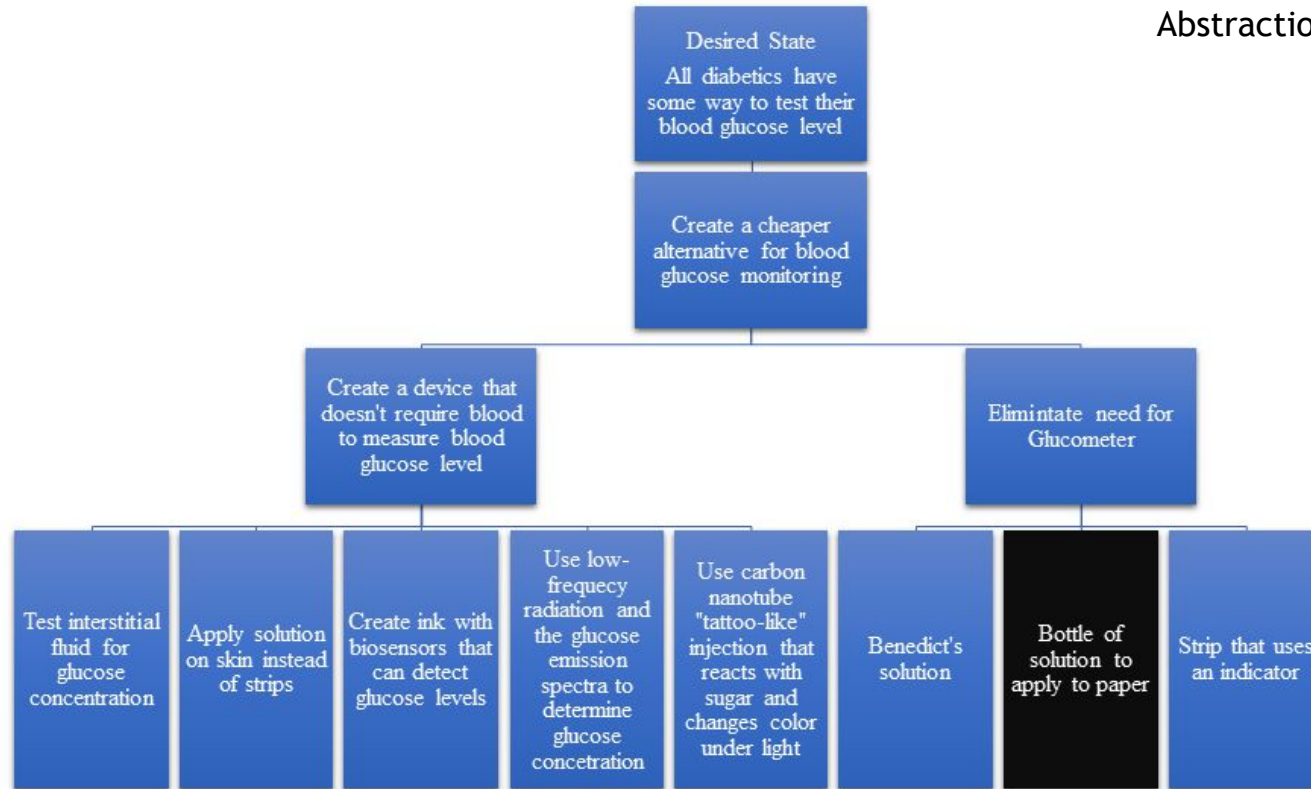 Abstractio
Desired State
All diabetics have
some way to test their
blood glucose level
Create a cheaper
alternative for blood
glucose monitoring
Create a device that
doesn't require blood
to measure blood
glucose level
Elimintate need for
Glucometer
Test interstitial
fluid for
glucose
concentration
Apply solution
on skin instead
of strips
Create ink with
biosensors that
can detect
glucose levels
Use low-
frequecy
radiation and
the glucose
emission
spectra to
determine
glucose
concetration
Use carbon
nanotube
"tattoo-like"
injection that
reacts with
sugar and
changes color
under light
Benedict's
solution
Bottle of
solution to
apply to paper
Strip that uses
an indicator